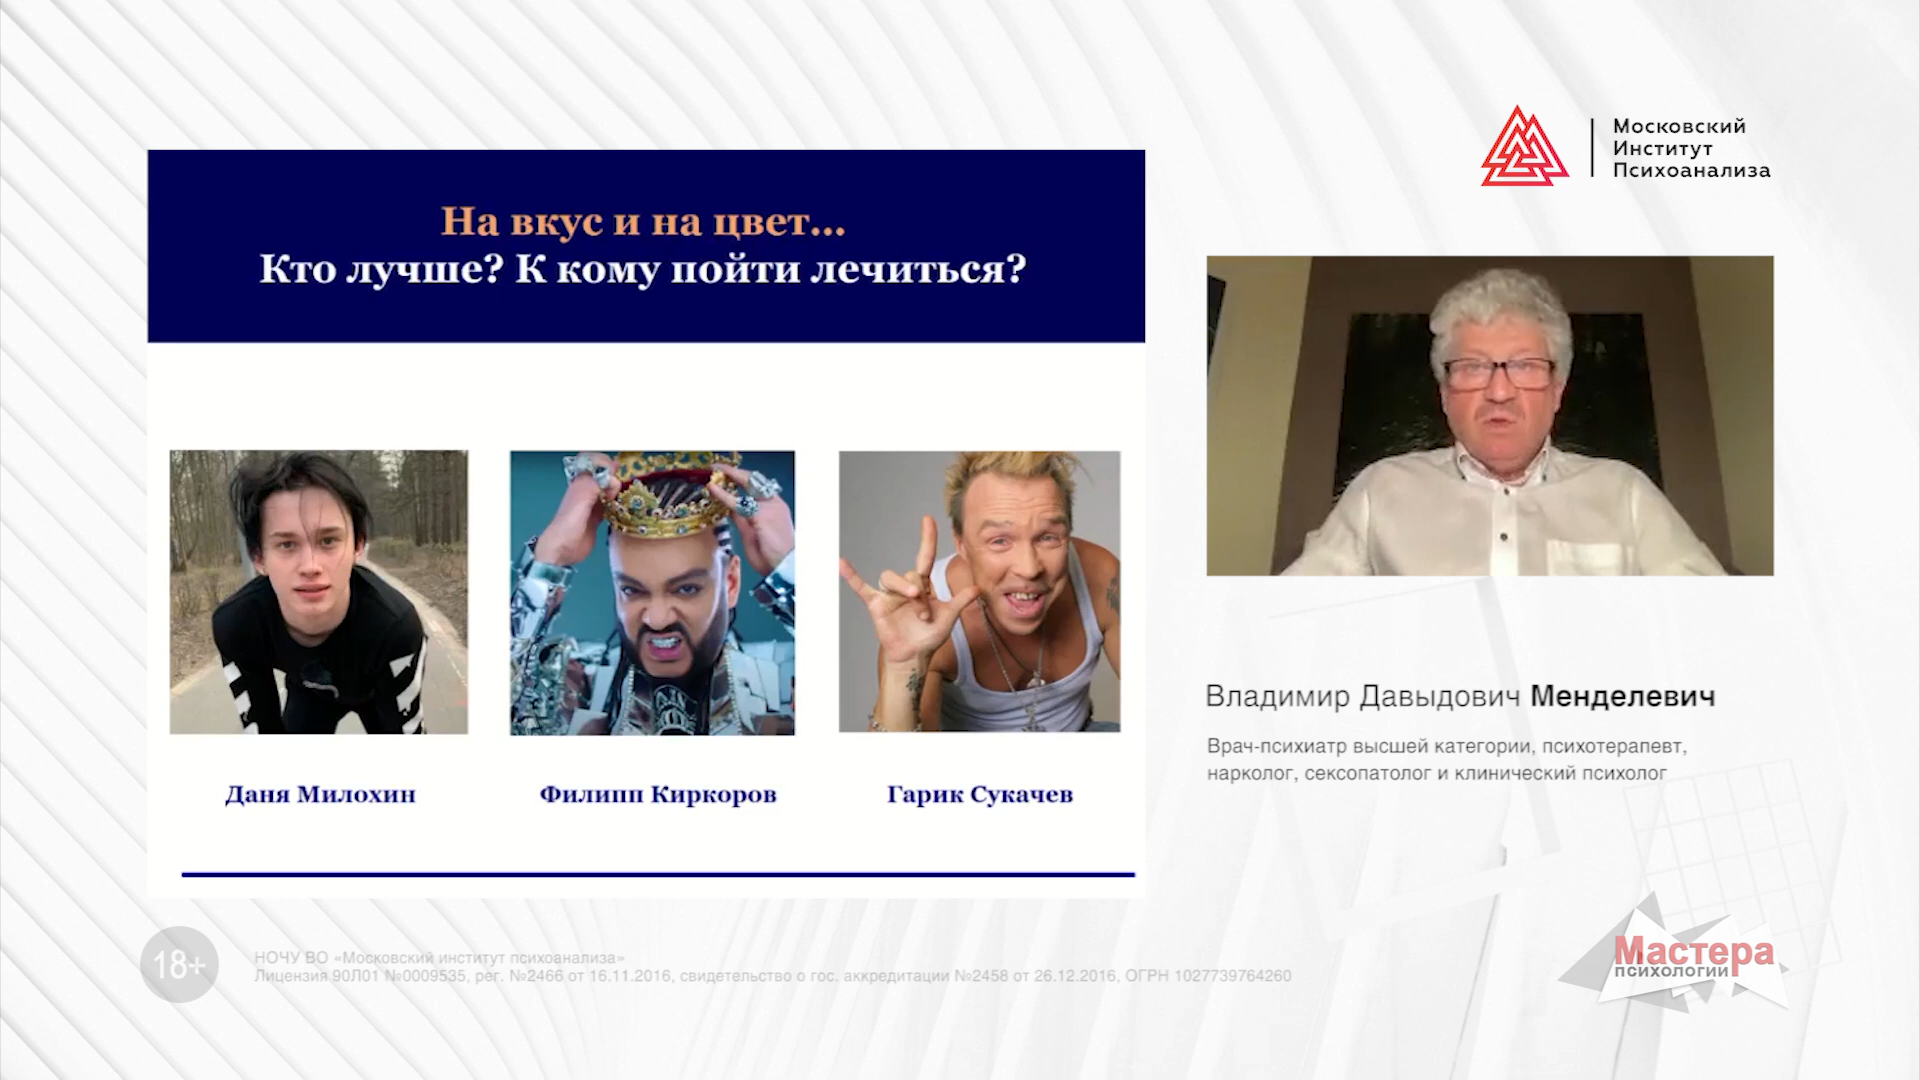 Московский
Институт
Психоанализа
На вкус и на цвет...
Кто лучше? К кому пойти лечиться?
Даня Милохин
Филипп Киркоров
Гарик Сукачев
Владимир Давыдович Менделевич
Врач-психиатр высшей категории, психотерапевт,
нарколог, сексопатолог и клинический психолог
18+
НОЧУ ВО «Московский институт психоанализа»
Лицензия 90Л01 №0009535, рег. №2466 от 16.11.2016, свидетельство о гос. аккредитации №2458 от 26.12.2016, ОГРН 1027739764260
Мастера
психологии